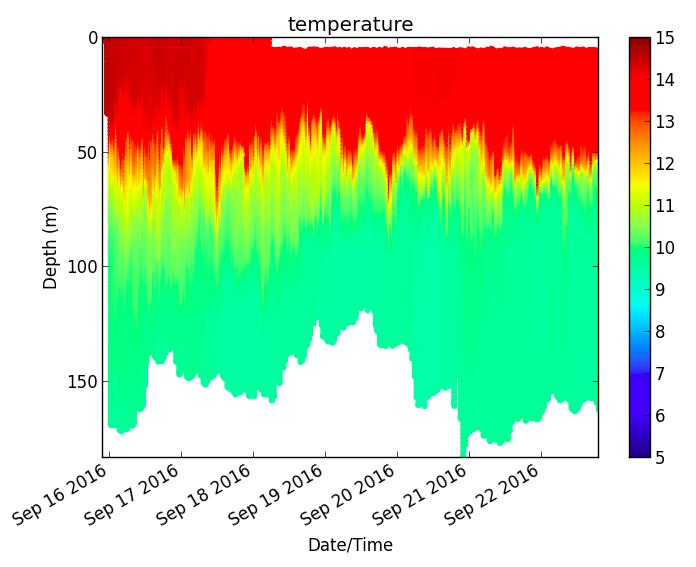 temperature
0
50
100
150
Depth (m)
Sep 16 2016
Sep 17 2016
Sep 18 2016
Sep 19 2016
Sep 20 2016
Sep 21 2016
Sep 22 2016
Date/Time
15
14
13
12
11
10
9
8
7
6
5